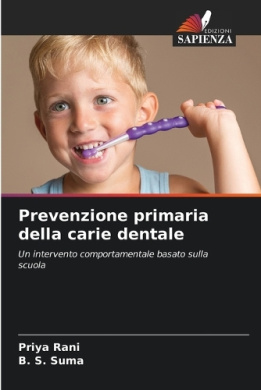 EDIZIONI
SAPIENZA
Prevenzione primaria
della carie dentale
Un intervento comportamentale basato sulla
scuola
Priya Rani
B. S. Suma